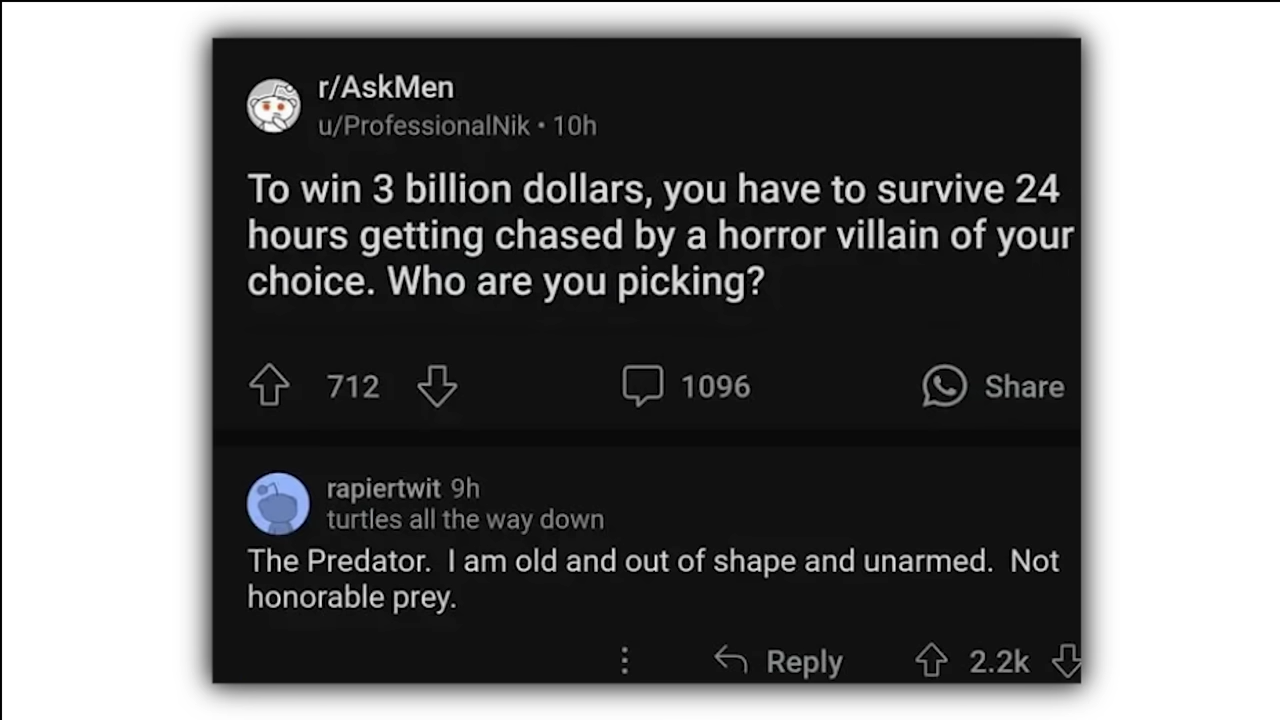 r/AskMen
u/ProfessionalNik • 10h
To win 3 billion dollars, you have to survive 24
hours getting chased by a horror villain of your
choice. Who are you picking?
712
1096
Share
rapiertwit 9h
turtles all the way down
The Predator. I am old and out of shape and unarmed. Not
honorable prey.
Reply
2.2k